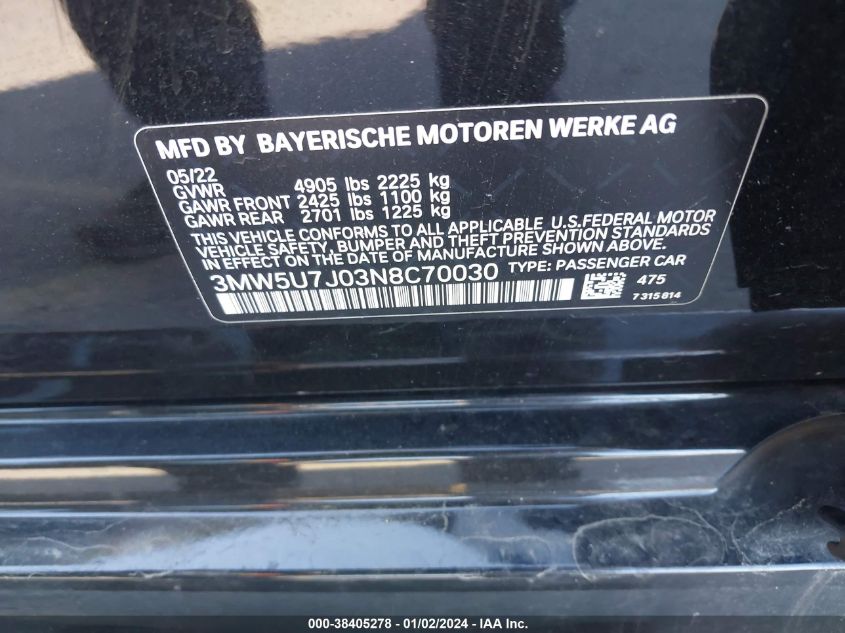 MFD BY BAYERISCHE MOTOREN WERKE AG
05/22
GVWR 4905 lbs 2225 kg
GAWR FRONT 2425 lbs 1100 kg
GAWR REAR 2701 lbs 1225 kg
THIS VEHICLE CONFORMS TO ALL APPLICABLE U.S.FEDERAL MOTOR
VEHICLE SAFETY, BUMPER AND THEFT PREVENTION STANDARDS
IN EFFECT ON THE DATE OF MANUFACTURE SHOWN ABOVE.
3MW5U7J03N8C70030 TYPE: PASSENGER CAR
475
7 315 814
000-38405278 - 01/02/2024 - IAA Inc.